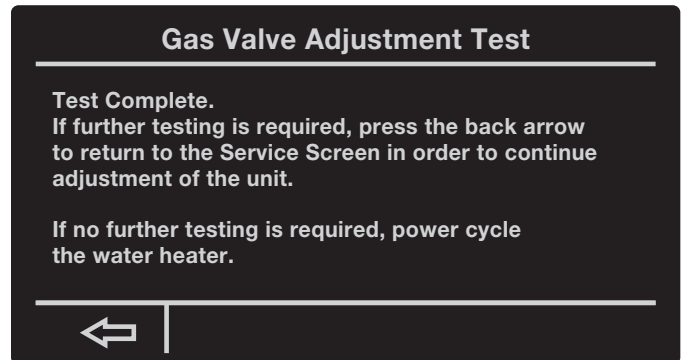 Gas Valve Adjustment Test
Test Complete.
If further testing is required, press the back arrow
to return to the Service Screen in order to continue
adjustment of the unit.
If no further testing is required, power cycle
the water heater.